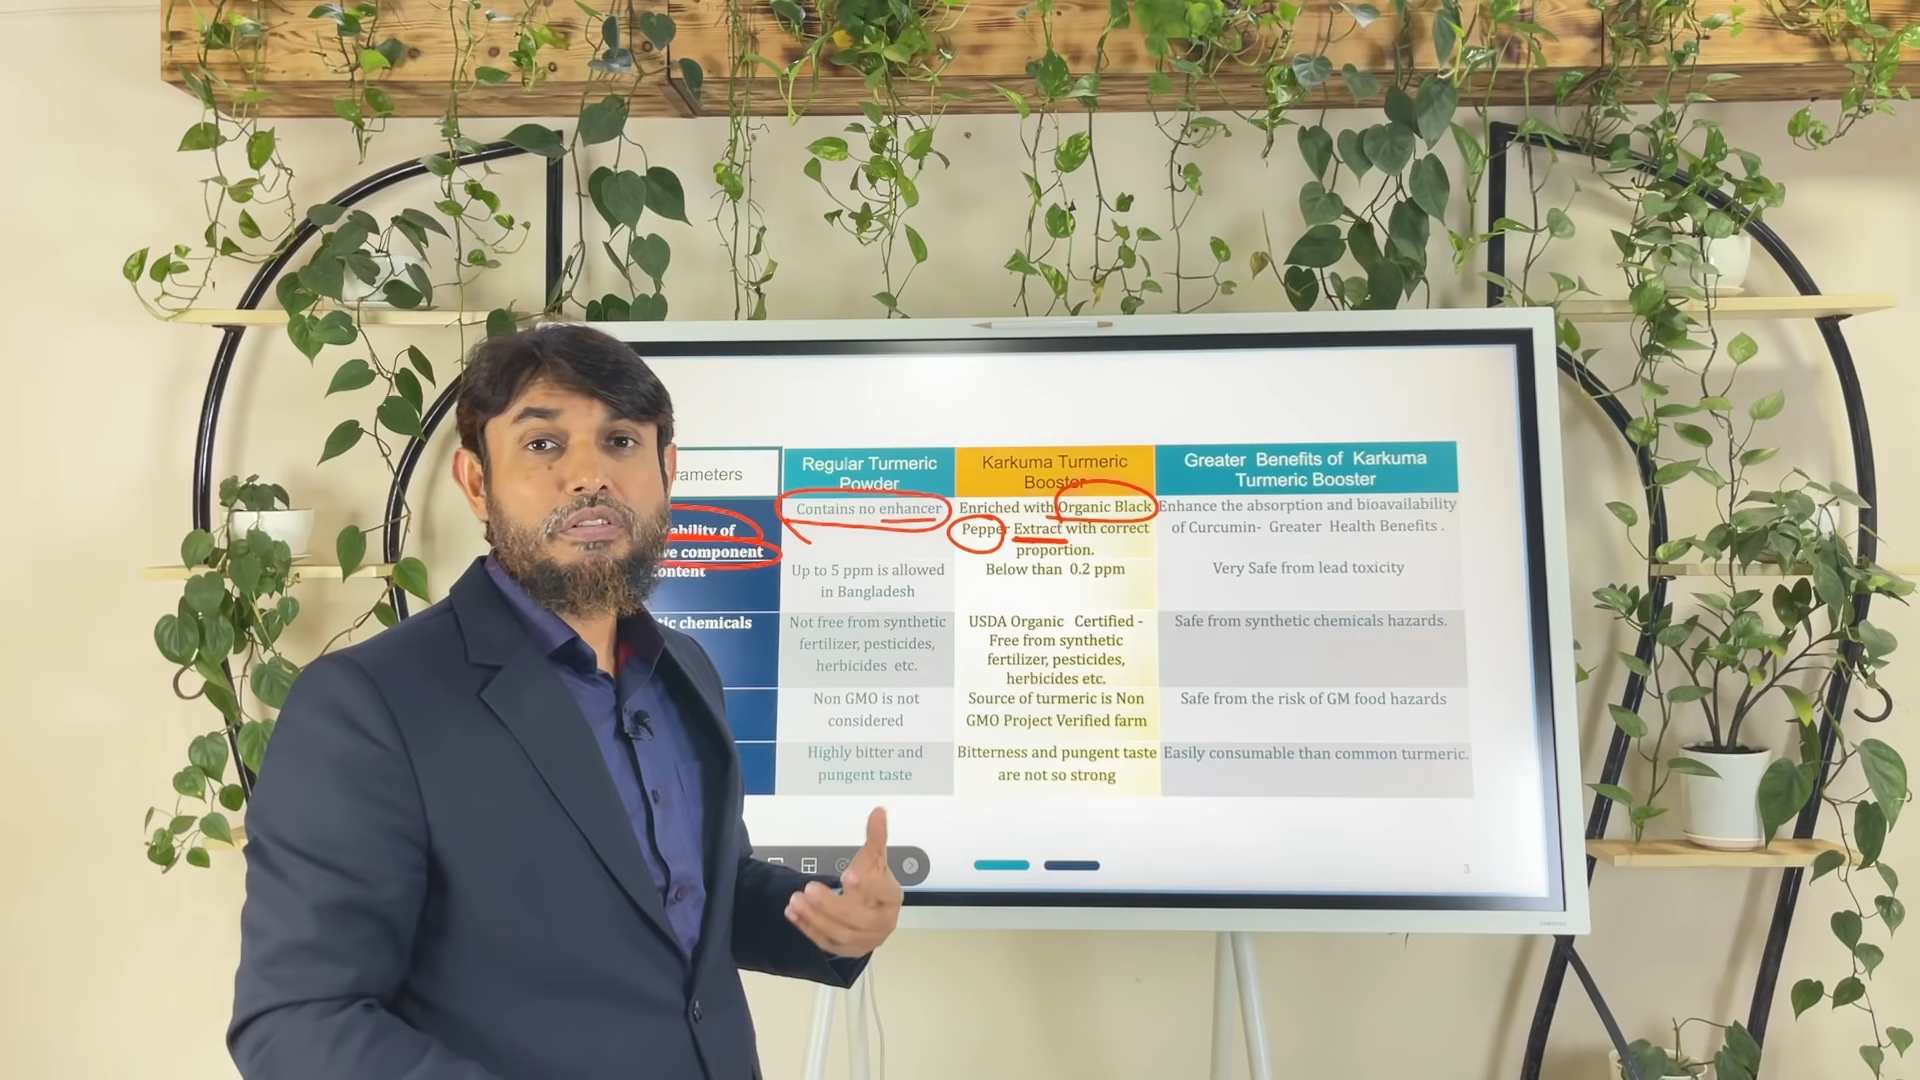 rameters
Regular Turmeric
Powder
Karkuma Turmeric
Booster
Greater Benefits of Karkuma
Turmeric Booster
ability of
ve component
Contains no enhancer
Enriched with Organic Black
Pepper Extract with correct
proportion.
Enhance the absorption and bioavailability
of Curcumin- Greater Health Benefits .
ontent
Up to 5 ppm is allowed
in Bangladesh
Below than 0.2 ppm
Very Safe from lead toxicity
tic chemicals
Not free from synthetic
fertilizer, pesticides,
herbicides etc.
USDA Organic Certified -
Free from synthetic
fertilizer, pesticides,
herbicides etc.
Safe from synthetic chemicals hazards.
Non GMO is not
considered
Source of turmeric is Non
GMO Project Verified farm
Safe from the risk of GM food hazards
Highly bitter and
pungent taste
Bitterness and pungent taste
are not so strong
Easily consumable than common turmeric.
3
SAMSUNG